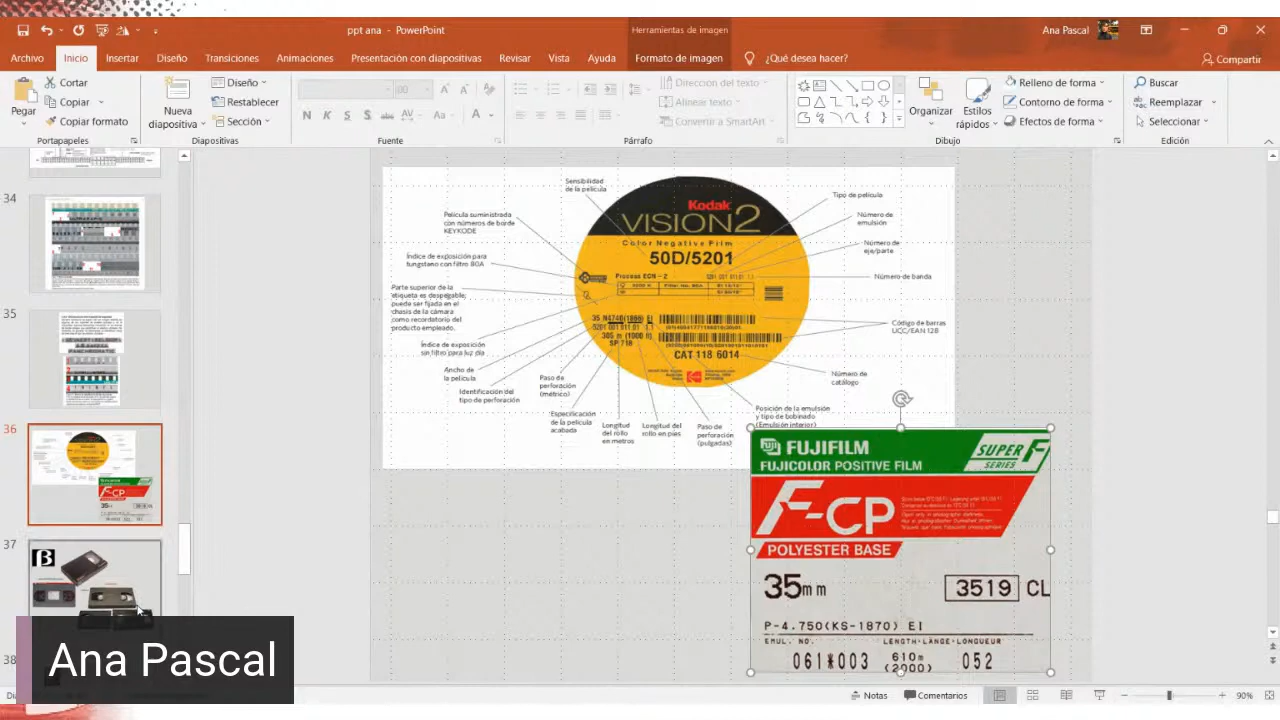 ppt ana - PowerPoint
Herramientas de imagen
Ana Pascal
Archivo Inicio Insertar Diseño Transiciones Animaciones Presentación con diapositivas Revisar Vista Ayuda Formato de imagen ¿Qué desea hacer? Compartir
Pegar
Cortar
Copiar
Copiar formato
Portapapeles
Nueva
diapositiva
Diseño
Restablecer
Sección
Diapositivas
N K S S abc AV Aa A
Fuente
Dirección del texto
Alinear texto
Convertir a SmartArt
Párrafo
Organizar
Estilos
rápidos
Relleno de forma
Contorno de forma
Efectos de forma
Dibujo
Buscar
Reemplazar
Seleccionar
Edición
34
35
36
37
38
Sensibilidad
de la película
Película suministrada
con números de borde
KEYKODE
Índice de exposición para
tungsteno con filtro 80A
Parte superior de la
etiqueta es despegable;
puede ser fijada en el
chasis de la cámara
como recordatorio del
producto empleado.
Índice de exposición
sin filtro para luz día
Ancho de
la película
Identificación del
tipo de perforación
Paso de
perforación
(métrico)
Especificación
de la película
acabada
Longitud
del rollo
en metros
Longitud del
rollo en pies
Paso de
perforación
(pulgadas)
Posición de la emulsión
y tipo de bobinado
(Emulsión interior)
Número de
catálogo
Código de barras
UCC/EAN 128
Número de banda
Número de
eje/parte
Número de
emulsión
Tipo de película
Kodak
VISION2
Color Negative Film
50D/5201
Process ECN - 2
35 N4740(1866) EI
305 m (1000 ft)
SP 718
CAT 118 6014
FUJIFILM
FUJICOLOR POSITIVE FILM
SUPER F
SERIES
F-CP
POLYESTER BASE
35mm
3519 CL
P-4.750(KS-1870) EI
EMUL. NO. LENGTH·LÄNGE·LONGUEUR
061*003 610m 052
(2000)
Ana Pascal
Notas Comentarios 90%